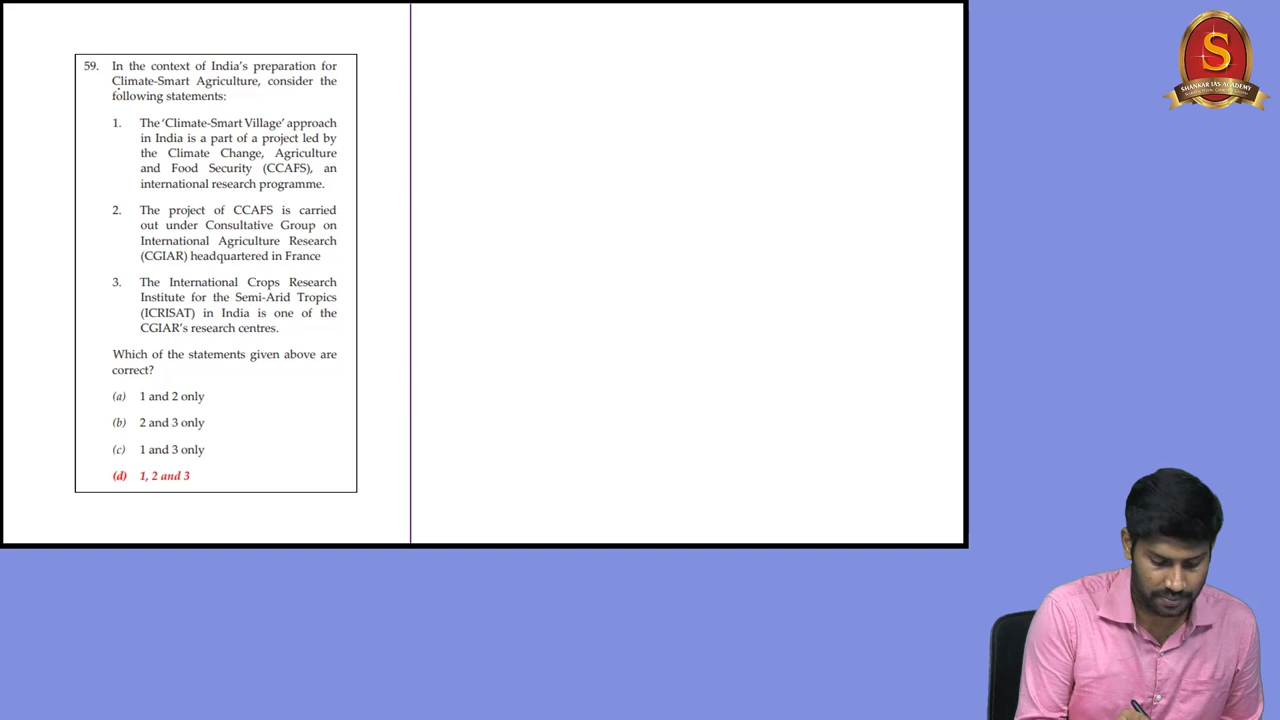 59. In the context of India's preparation for
Climate-Smart Agriculture, consider the
following statements:
1. The 'Climate-Smart Village' approach
in India is a part of a project led by
the Climate Change, Agriculture
and Food Security (CCAFS), an
international research programme.
2. The project of CCAFS is carried
out under Consultative Group on
International Agriculture Research
(CGIAR) headquartered in France
3. The International Crops Research
Institute for the Semi-Arid Tropics
(ICRISAT) in India is one of the
CGIAR's research centres.
Which of the statements given above are
correct?
(a) 1 and 2 only
(b) 2 and 3 only
(c) 1 and 3 only
(d) 1, 2 and 3
S
SHANKAR IAS ACADEMY